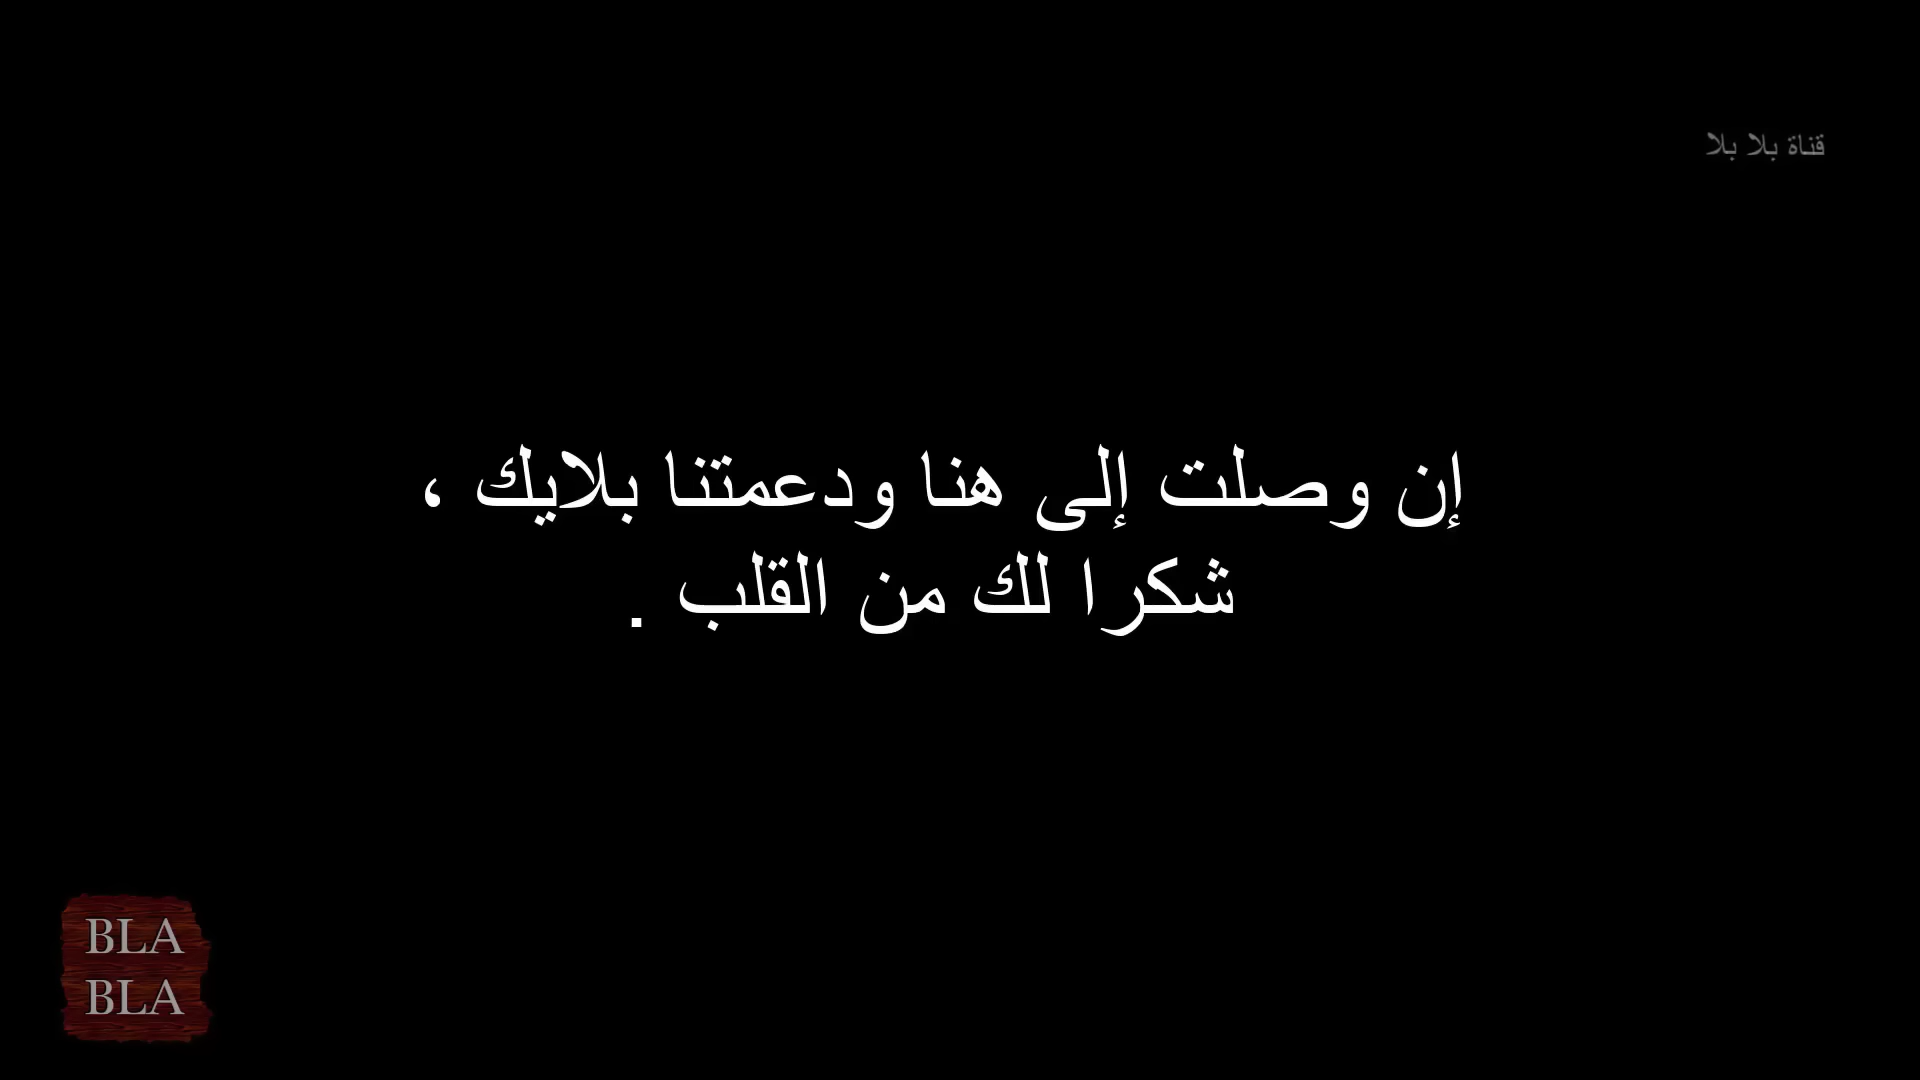 قناة بلا بلا
إن وصلت إلى هنا ودعمتنا بلايك ،
شكرا لك من القلب .
BLA
BLA